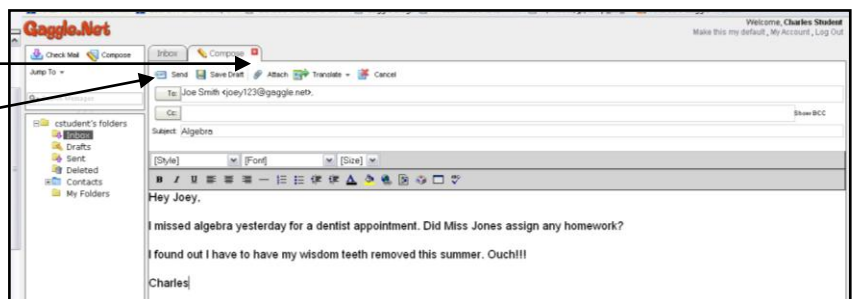 Gaggle.Net
Welcome, Charles Student
Make this my default, My Account, Log Out
Check Mail Compose
Inbox Compose
Jump To
Send Save Draft Attach Translate Cancel
To: Joe Smith <joey123@gaggle.net>,
Cc: Show BCC
Subject: Algebra
cstudent's folders
Inbox
Drafts
Sent
Deleted
Contacts
My Folders
[Style] [Font] [Size]
B I U
Hey Joey,
I missed algebra yesterday for a dentist appointment. Did Miss Jones assign any homework?
I found out I have to have my wisdom teeth removed this summer. Ouch!!!
Charles